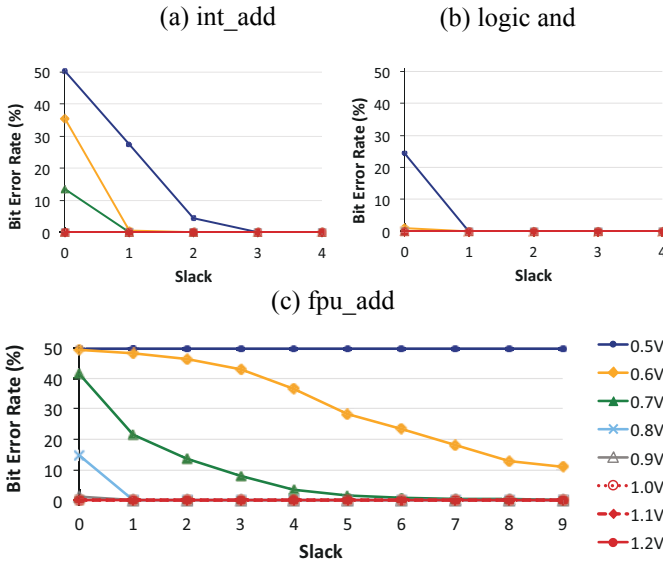 (a) int_add
(b) logic and
Bit Error Rate (%)
50
40
30
20
10
0
0 1 2 3 4
Slack
Bit Error Rate (%)
50
40
30
20
10
0
0 1 2 3 4
Slack
(c) fpu_add
Bit Error Rate (%)
50
40
30
20
10
0
0 1 2 3 4 5 6 7 8 9
Slack
0.5V
0.6V
0.7V
0.8V
0.9V
1.0V
1.1V
1.2V